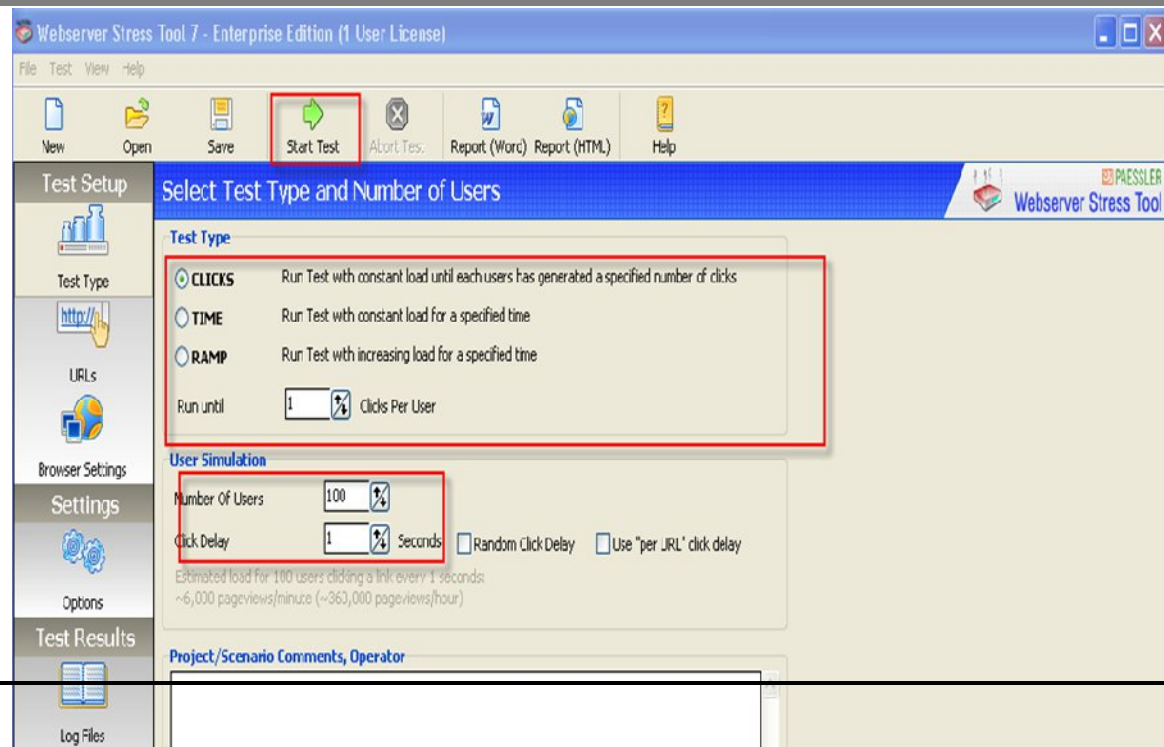 Webserver Stress Tool 7 - Enterprise Edition (1 User License)
File Test View Help
New Open Save Start Test Abort Test Report (Word) Report (HTML) Help
Test Setup
Select Test Type and Number of Users
PAESSLER
Webserver Stress Tool
Test Type
Test Type
CLICKS Run Test with constant load until each users has generated a specified number of clicks
TIME Run Test with constant load for a specified time
RAMP Run Test with increasing load for a specified time
Run until 1 Clicks Per User
http://
URLs
Browser Settings
User Simulation
Number Of Users 100
Click Delay 1 Seconds Random Click Delay Use "per URL" click delay
Estimated load for 100 users clicking a link every 1 seconds:
~6,000 pageviews/minute (~360,000 pageviews/hour)
Settings
Options
Test Results
Project/Scenario Comments, Operator
Log Files